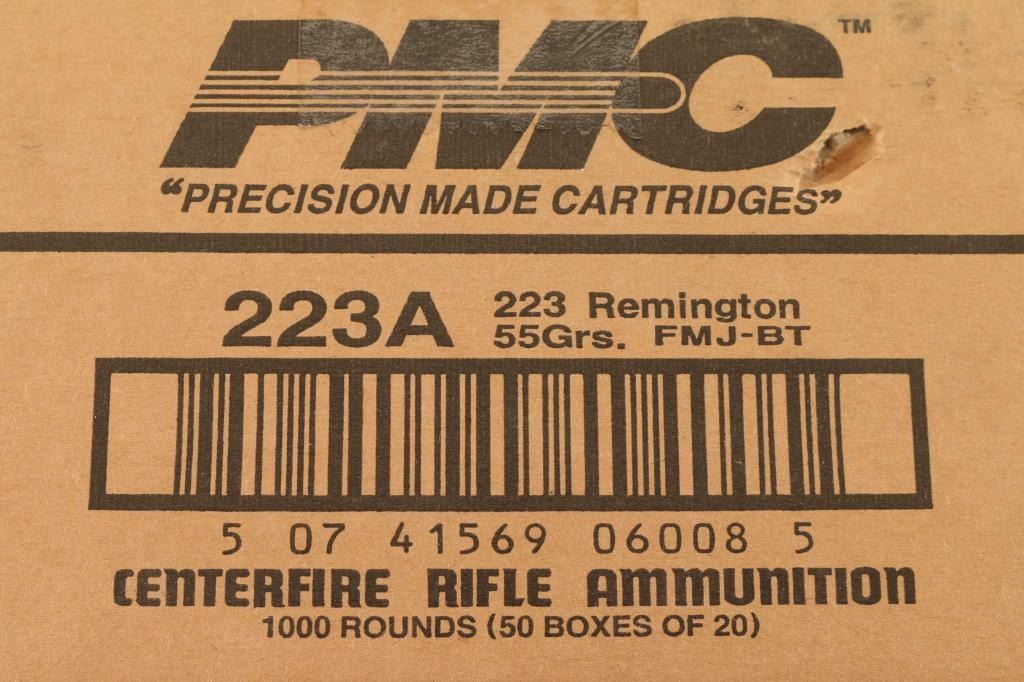 PMC™
“PRECISION MADE CARTRIDGES”
223A
223 Remington
55Grs. FMJ-BT
5 07 41569 06008 5
CENTERFIRE RIFLE AMMUNITION
1000 ROUNDS (50 BOXES OF 20)